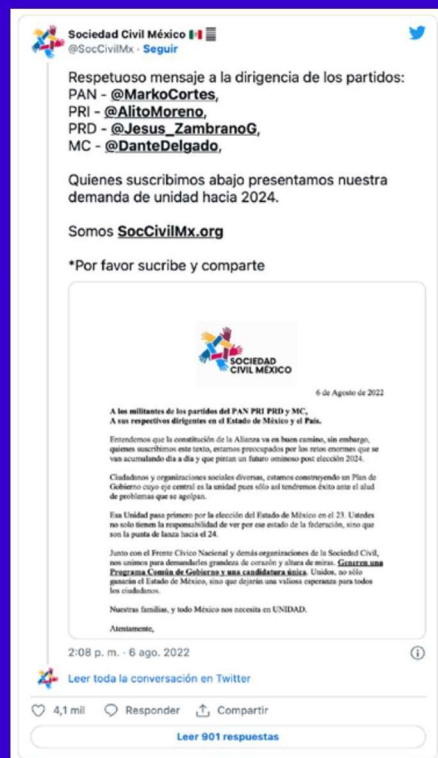 Sociedad Civil México
@SocCivilMx · Seguir
Respetuoso mensaje a la dirigencia de los partidos:
PAN - @MarkoCortes,
PRI - @AlitoMoreno,
PRD - @Jesus_ZambranoG,
MC - @DanteDelgado,
Quienes suscribimos abajo presentamos nuestra
demanda de unidad hacia 2024.
Somos SocCivilMx.org
*Por favor sucribe y comparte
SOCIEDAD
CIVIL MÉXICO
6 de Agosto de 2022
A los militantes de los partidos del PAN PRI PRD y MC,
A sus respectivos dirigentes en el Estado de México y el País.
Entendemos que la constitución de la Alianza va en buen camino, sin embargo,
quienes suscribimos este texto, estamos preocupados por los retos enormes que se
van acumulando día a día y que pintan un futuro ominoso post elección 2024.
Ciudadanos y organizaciones sociales diversas, estamos construyendo un Plan de
Gobierno cuyo eje central es la unidad pues sólo así tendremos éxito ante el alud
de problemas que se agolpan.
Esa Unidad pasa primero por la elección del Estado de México en el 23. Ustedes
no solo tienen la responsabilidad de ver por ese estado de la federación, sino que
son la punta de lanza hacia el 24.
Junto con el Frente Cívico Nacional y demás organizaciones de la Sociedad Civil,
nos unimos para demandarles grandeza de corazón y altura de miras. Generen una
Programa Común de Gobierno y una candidatura única. Unidos, no sólo
ganarán el Estado de México, sino que dejarán una valiosa esperanza para todos
los ciudadanos.
Nuestras familias, y todo México nos necesita en UNIDAD.
Atentamente,
2:08 p. m. · 6 ago. 2022
Leer toda la conversación en Twitter
4,1 mil Responder Compartir
Leer 901 respuestas